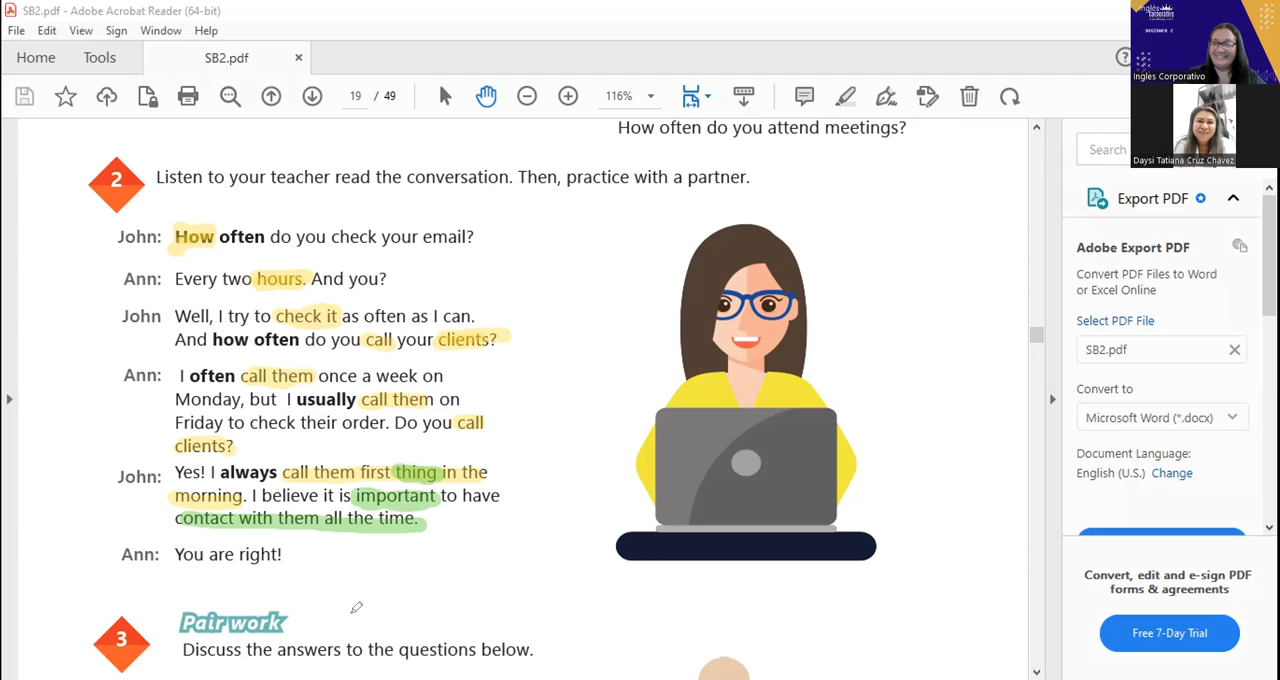 SB2.pdf - Adobe Acrobat Reader (64-bit)
File Edit View Sign Window Help
Home Tools SB2.pdf ×
19 / 49 116%
How often do you attend meetings?
2 Listen to your teacher read the conversation. Then, practice with a partner.
John: How often do you check your email?
Ann: Every two hours. And you?
John Well, I try to check it as often as I can.
And how often do you call your clients?
Ann: I often call them once a week on
Monday, but I usually call them on
Friday to check their order. Do you call
clients?
John: Yes! I always call them first thing in the
morning. I believe it is important to have
contact with them all the time.
Ann: You are right!
3 Pair work
Discuss the answers to the questions below.
Inglés
Corporativo
BEGINNER 2
Ingles Corporativo
Daysi Tatiana Cruz Chávez
Search
Export PDF
Adobe Export PDF
Convert PDF Files to Word
or Excel Online
Select PDF File
SB2.pdf
Convert to
Microsoft Word (*.docx)
Document Language:
English (U.S.) Change
Convert, edit and e-sign PDF
forms & agreements
Free 7-Day Trial